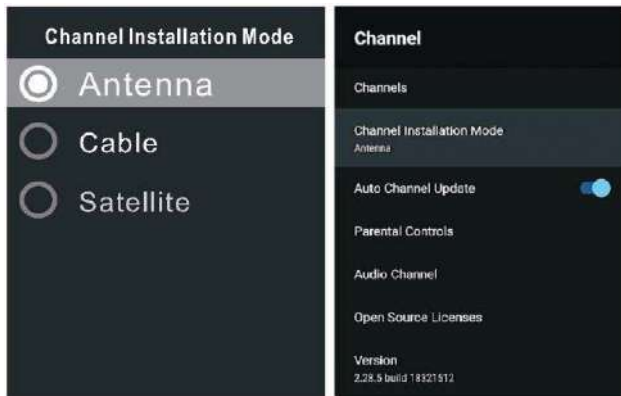 Channel Installation Mode
Antenna
Cable
Satellite
Channel
Channels
Channel Installation Mode
Antenna
Auto Channel Update
Parental Controls
Audio Channel
Open Source Licenses
Version
2.28.5 build 18321512